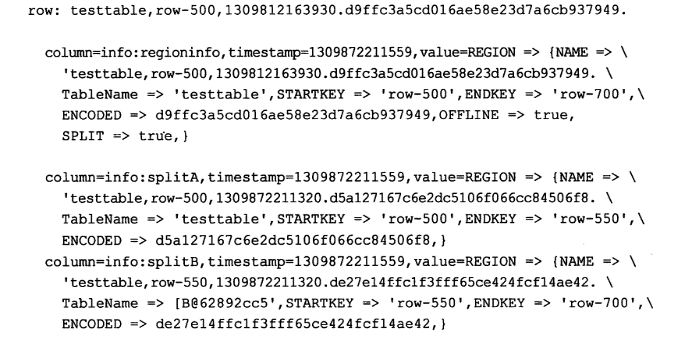 row: testtable,row-500,1309812163930.d9ffc3a5cd016ae58e23d7a6cb937949.
column=info:regioninfo,timestamp=1309872211559,value=REGION => {NAME => \
'testtable,row-500,1309812163930.d9ffc3a5cd016ae58e23d7a6cb937949. \
TableName => 'testtable',STARTKEY => 'row-500',ENDKEY => 'row-700',\
ENCODED => d9ffc3a5cd016ae58e23d7a6cb937949,OFFLINE => true,
SPLIT => true,}
column=info:splitA,timestamp=1309872211559,value=REGION => {NAME => \
'testtable,row-500,1309872211320.d5a127167c6e2dc5106f066cc84506f8. \
TableName => 'testtable',STARTKEY => 'row-500',ENDKEY => 'row-550',\
ENCODED => d5a127167c6e2dc5106f066cc84506f8,}
column=info:splitB,timestamp=1309872211559,value=REGION => {NAME => \
'testtable,row-550,1309872211320.de27e14ffc1f3fff65ce424fcf14ae42. \
TableName => [B@62892cc5',STARTKEY => 'row-550',ENDKEY => 'row-700',\
ENCODED => de27e14ffc1f3fff65ce424fcf14ae42,}